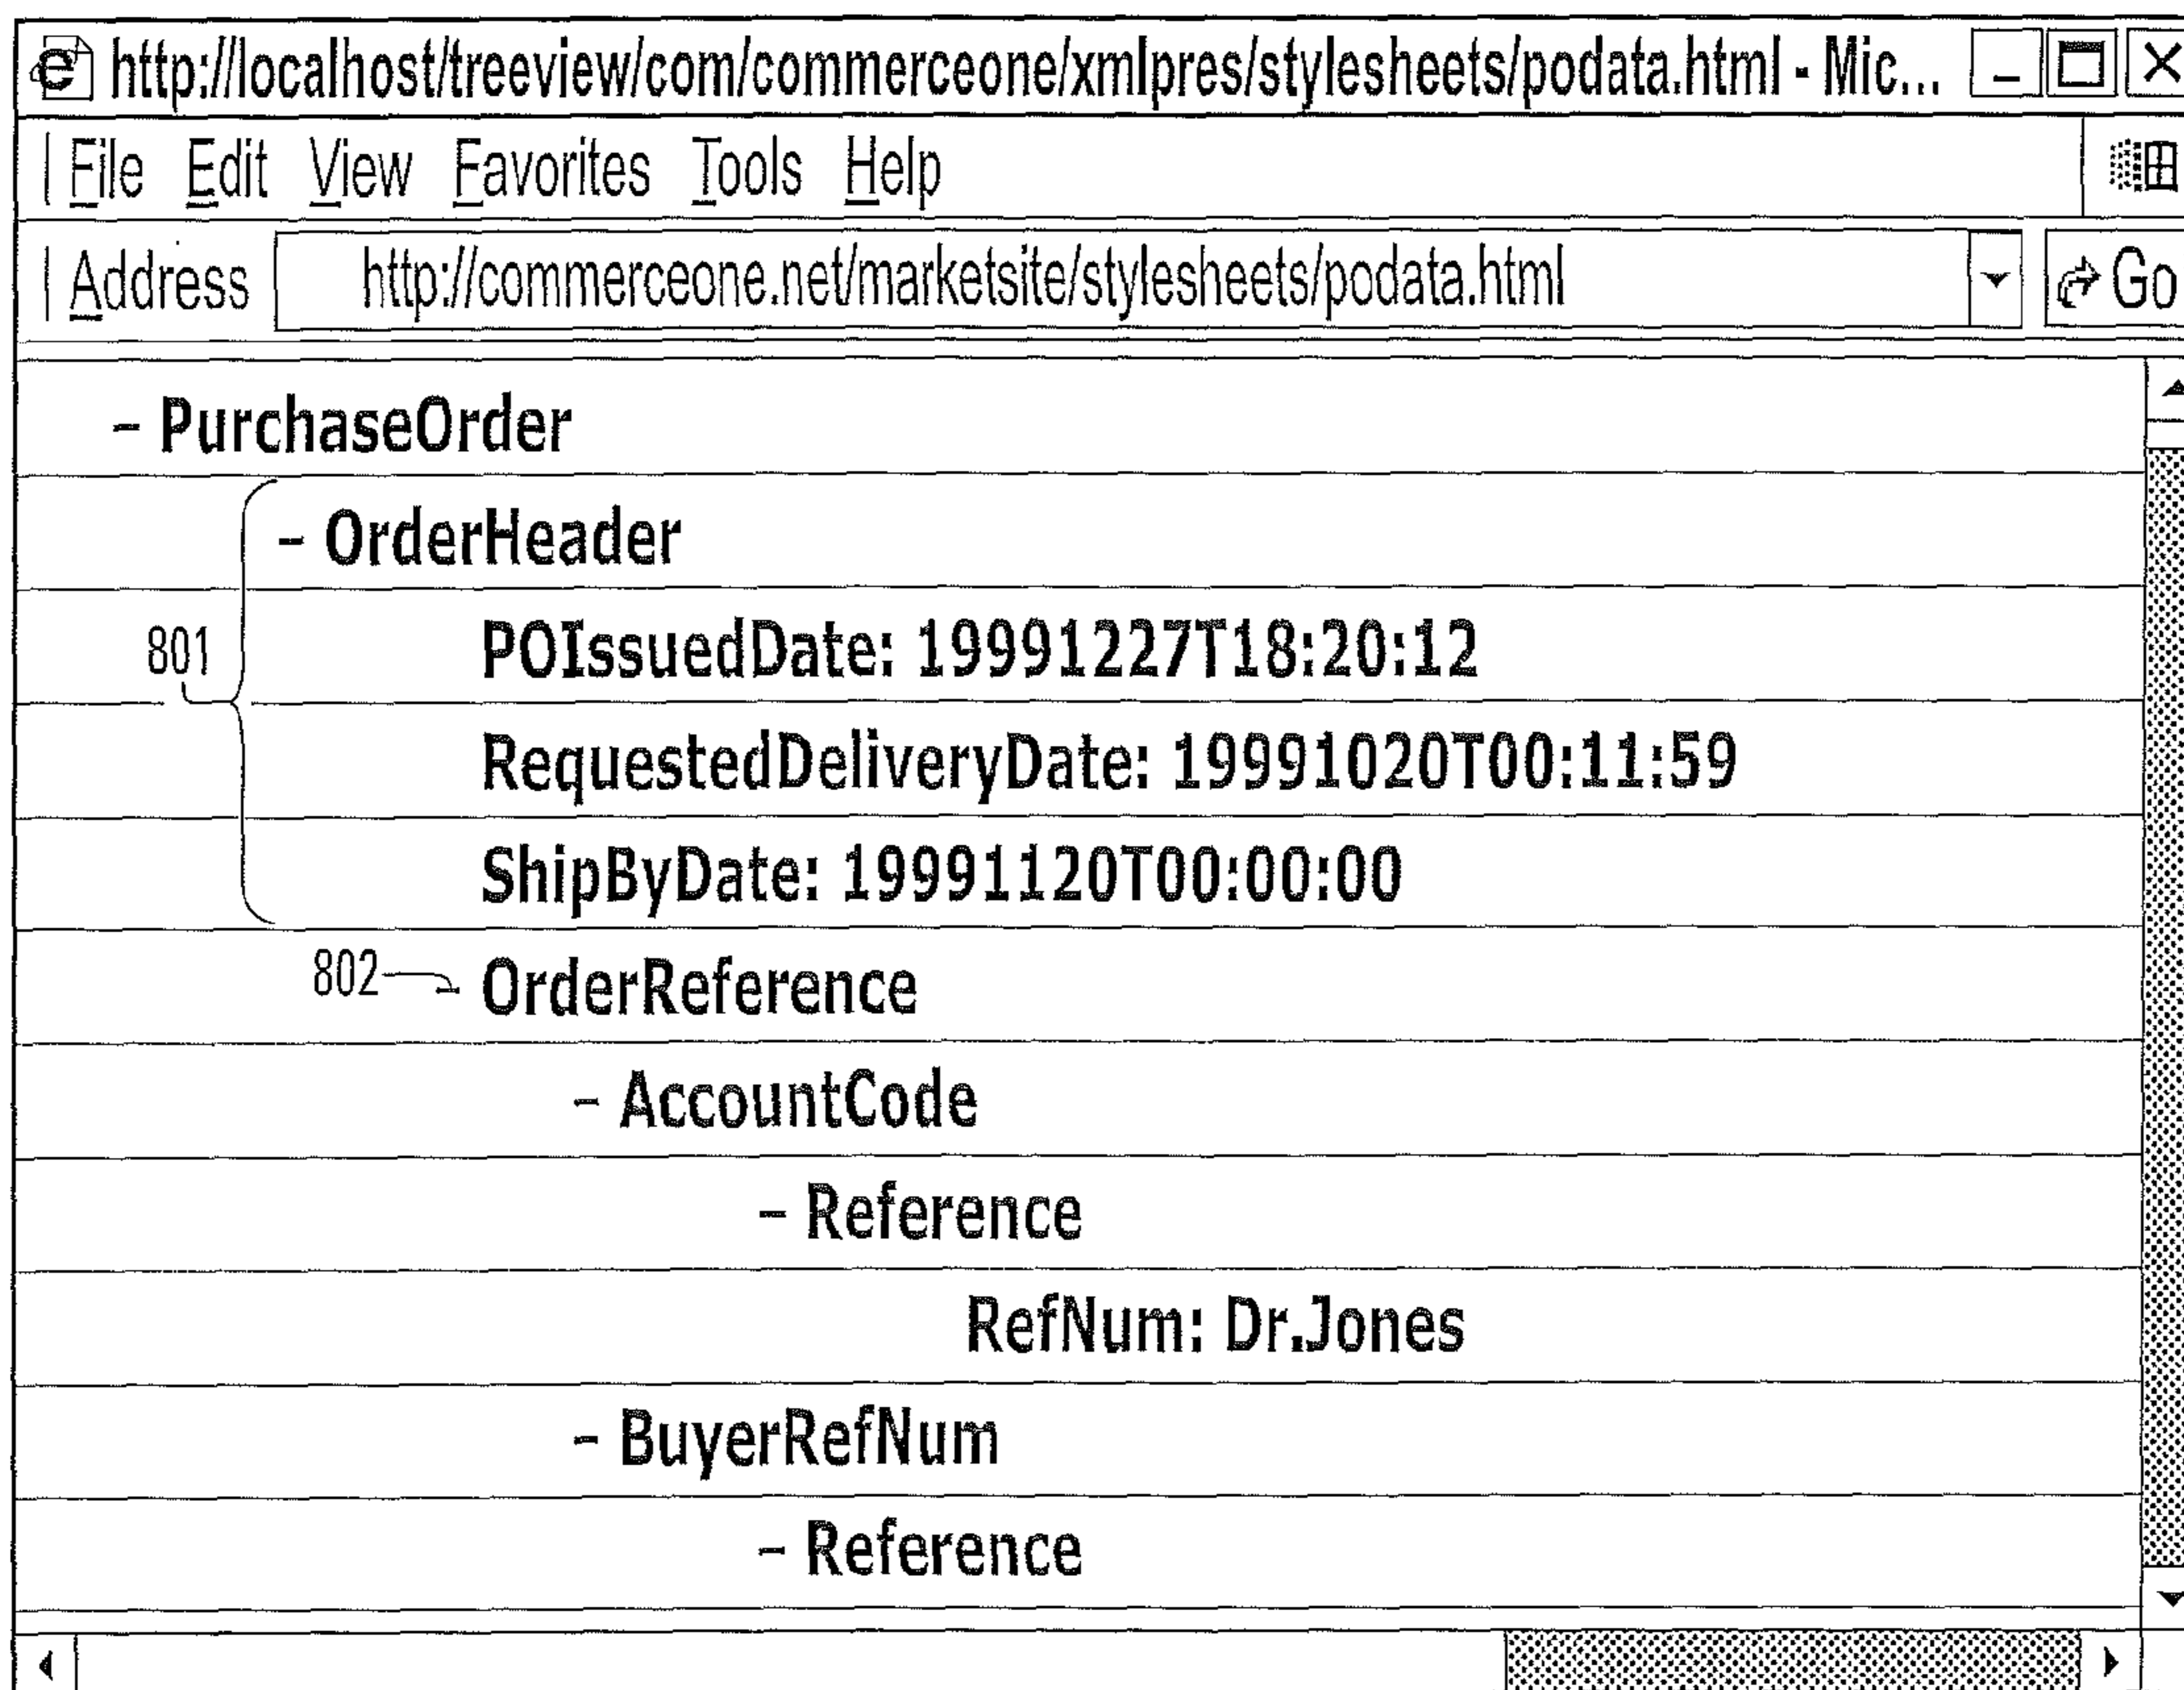 http://localhost/treeview/com/commerceone/xmlpres/stylesheets/podata.html - Mic...
File Edit View Favorites Tools Help
Address http://commerceone.net/marketsite/stylesheets/podata.html Go
- PurchaseOrder
- OrderHeader
801 POIssuedDate: 19991227T18:20:12
RequestedDeliveryDate: 19991020T00:11:59
ShipByDate: 19991120T00:00:00
802 - OrderReference
- AccountCode
- Reference
RefNum: Dr.Jones
- BuyerRefNum
- Reference